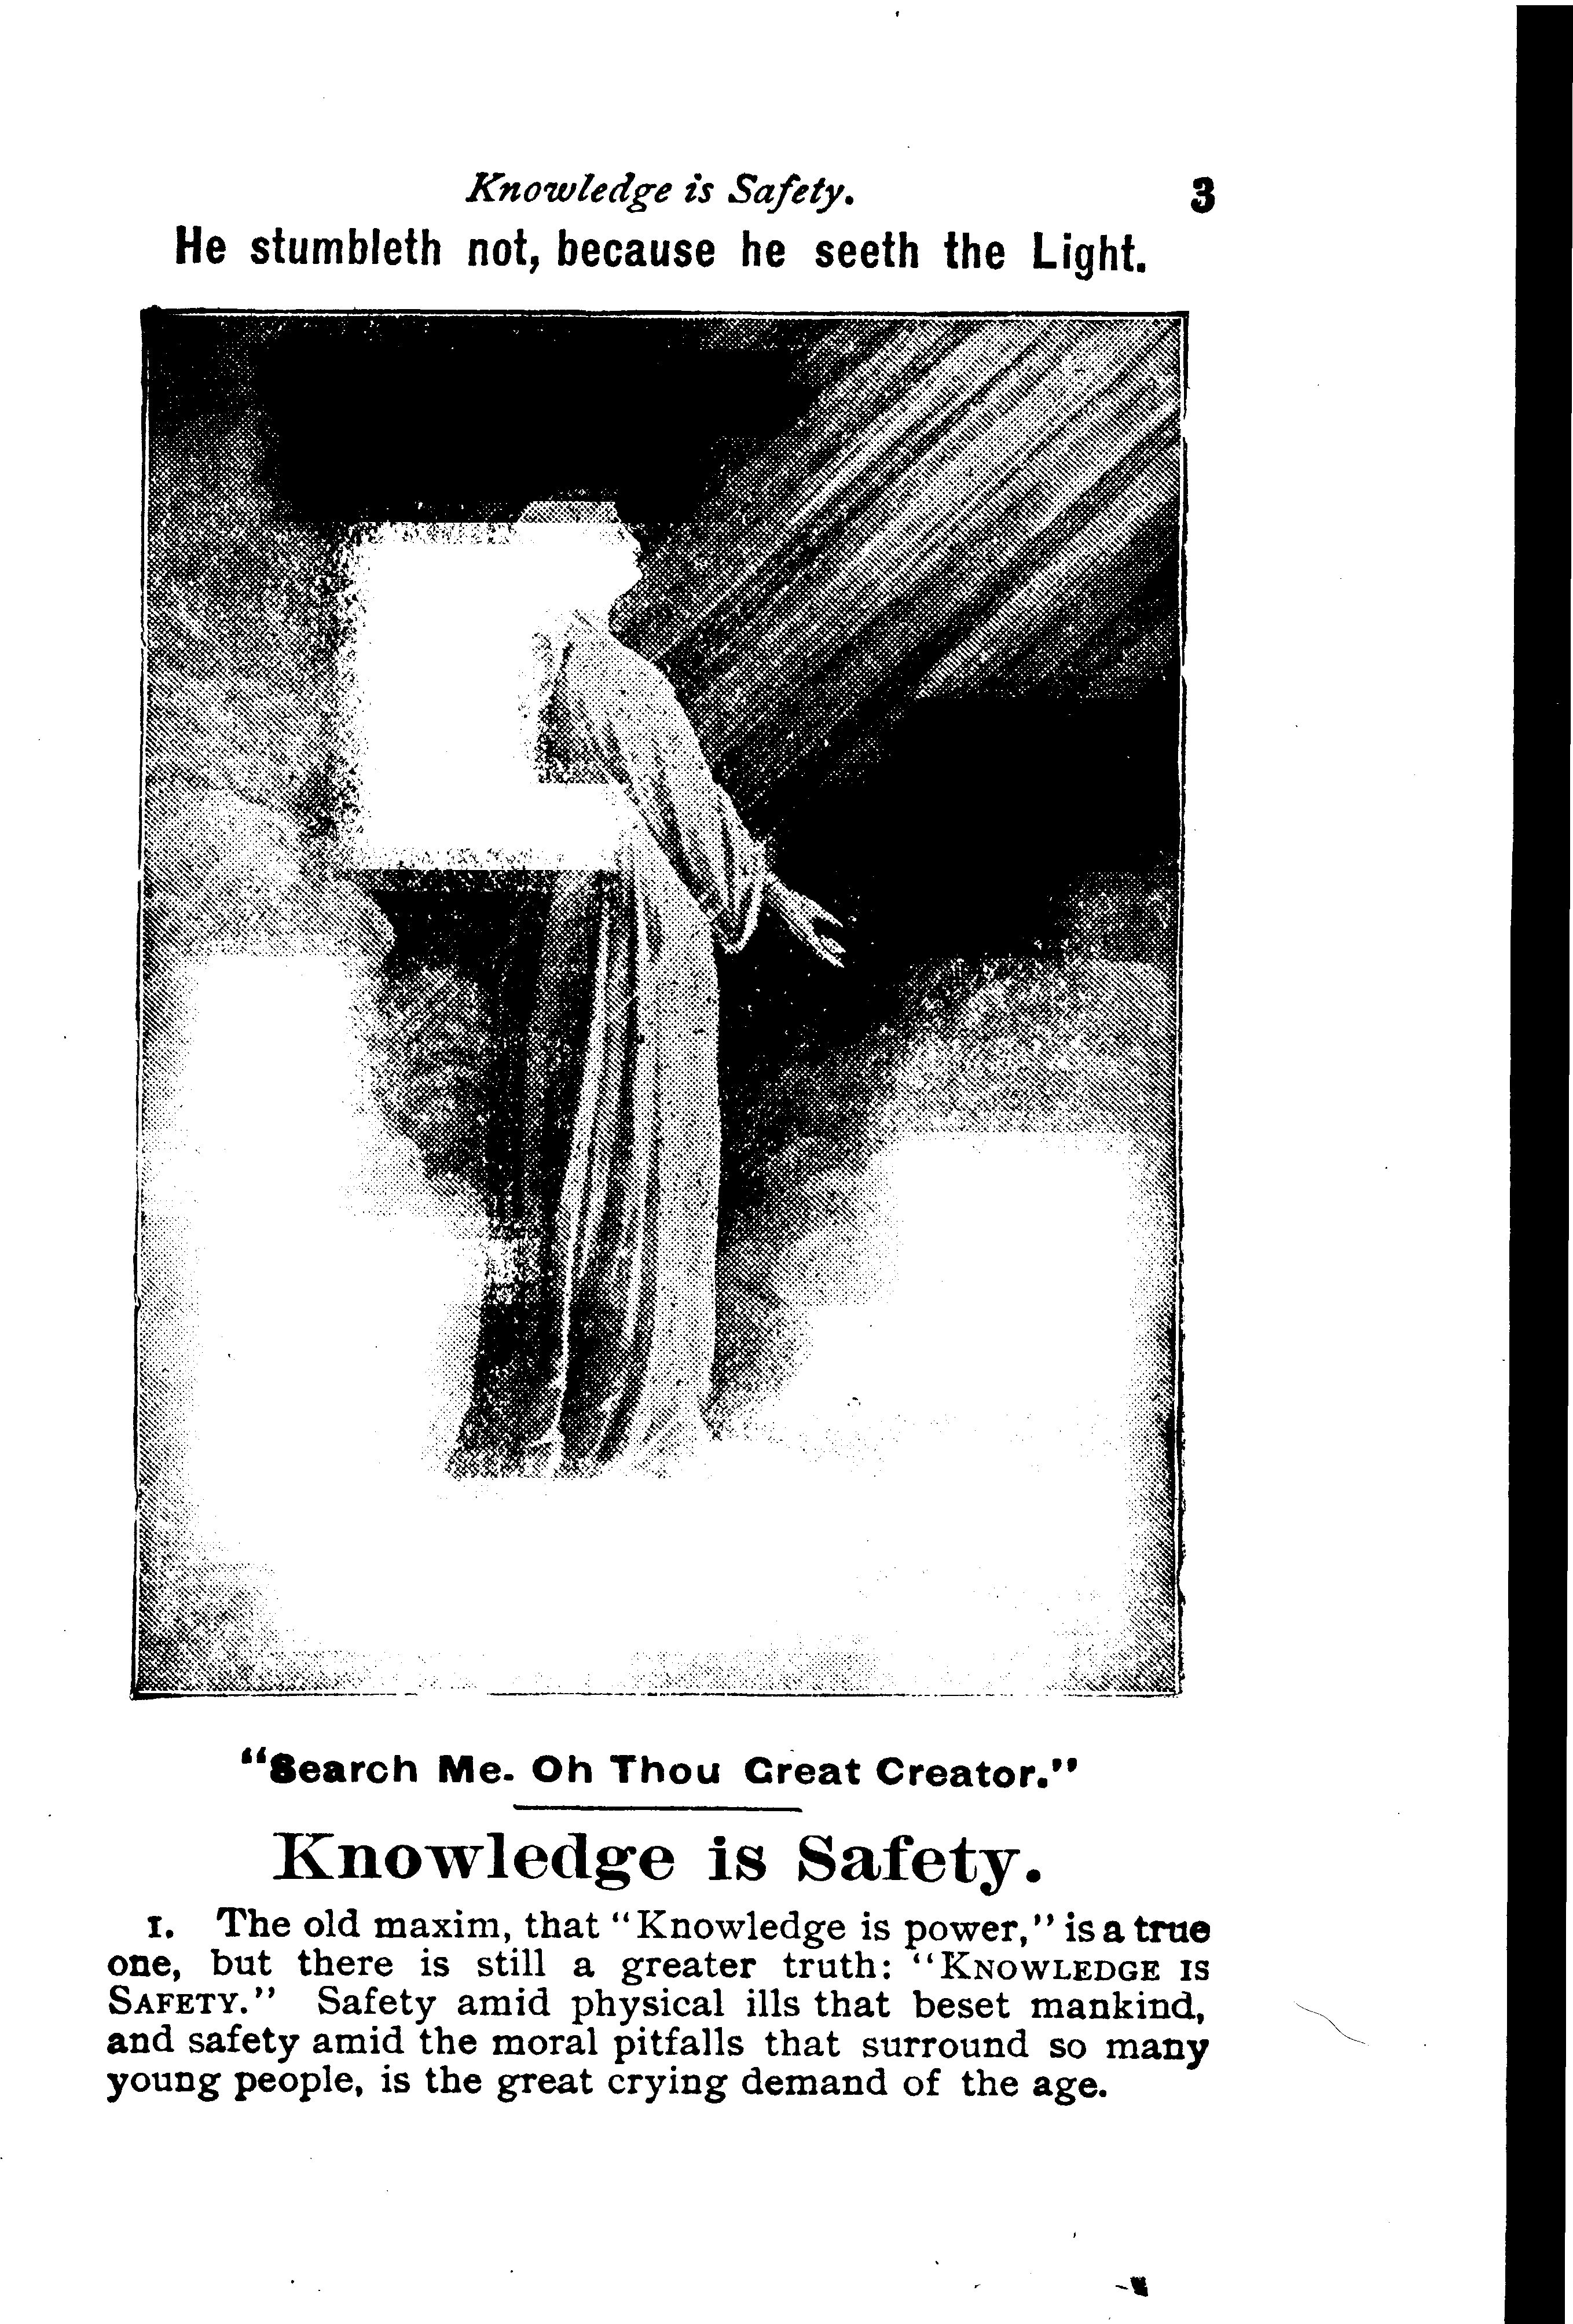 Knowledge is Safety. 3
He stumbleth not, because he seeth the Light.
"Search Me. Oh Thou Great Creator."
Knowledge is Safety.
1. The old maxim, that "Knowledge is power," is a true
one, but there is still a greater truth: "KNOWLEDGE IS
SAFETY." Safety amid physical ills that beset mankind,
and safety amid the moral pitfalls that surround so many
young people, is the great crying demand of the age.